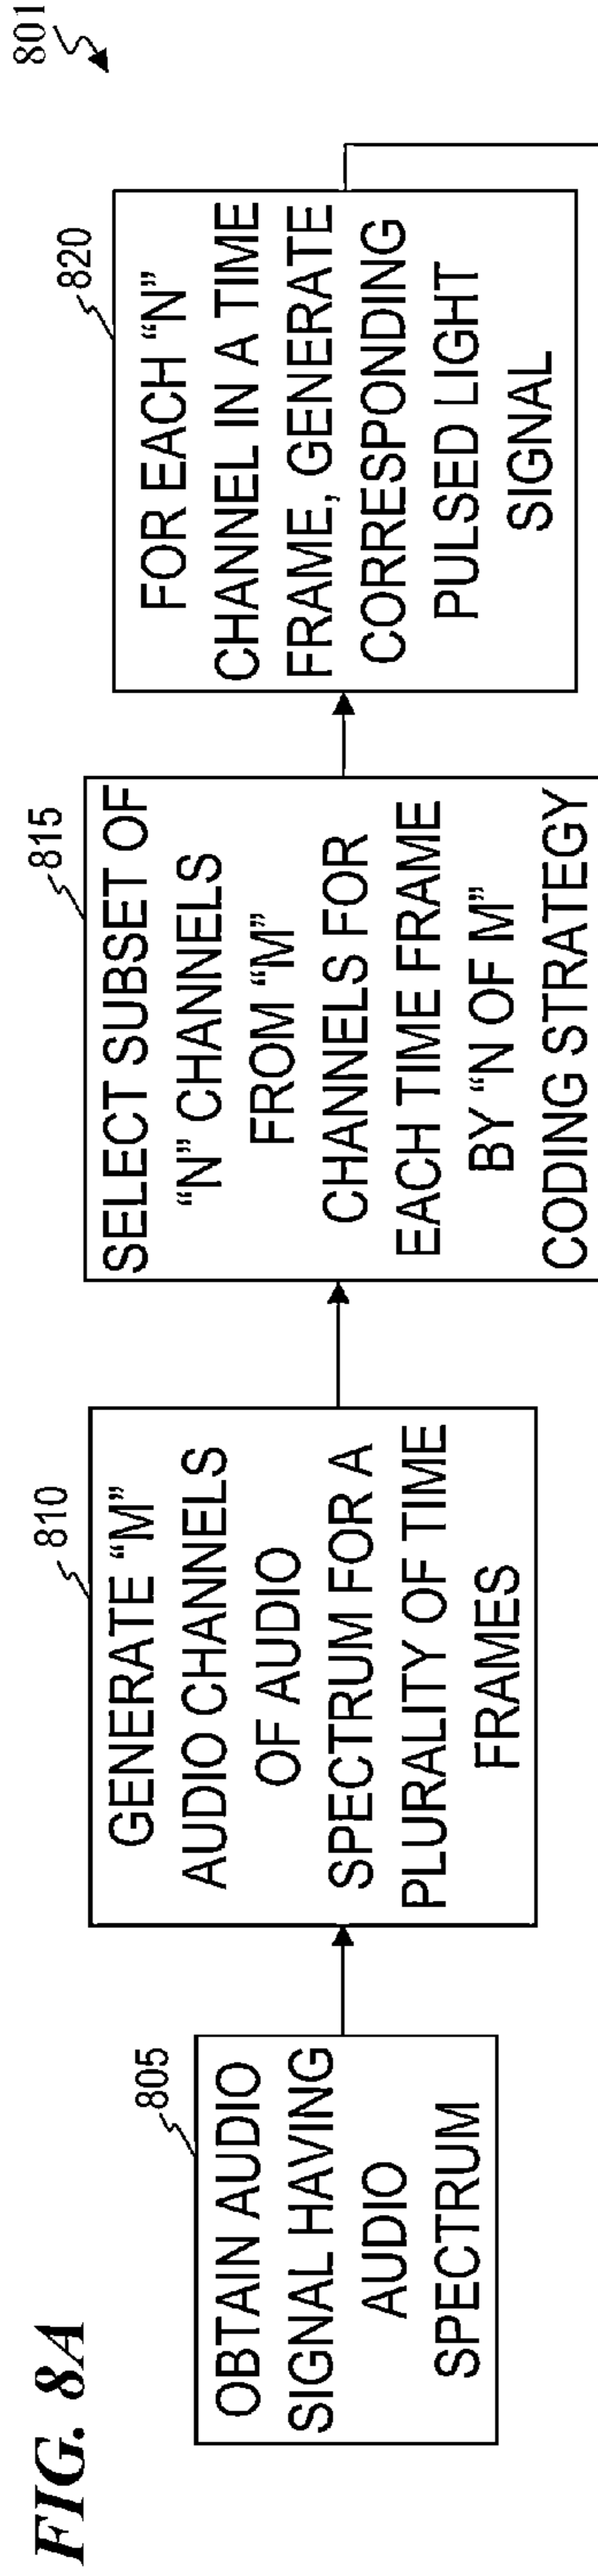 FIG. 8A
801
805
OBTAIN AUDIO
SIGNAL HAVING
AUDIO
SPECTRUM
810
GENERATE “M”
AUDIO CHANNELS
OF AUDIO
SPECTRUM FOR A
PLURALITY OF TIME
FRAMES
815
SELECT SUBSET OF
“N” CHANNELS
FROM “M”
CHANNELS FOR
EACH TIME FRAME
BY “N OF M”
CODING STRATEGY
820
FOR EACH “N”
CHANNEL IN A TIME
FRAME, GENERATE
CORRESPONDING
PULSED LIGHT
SIGNAL